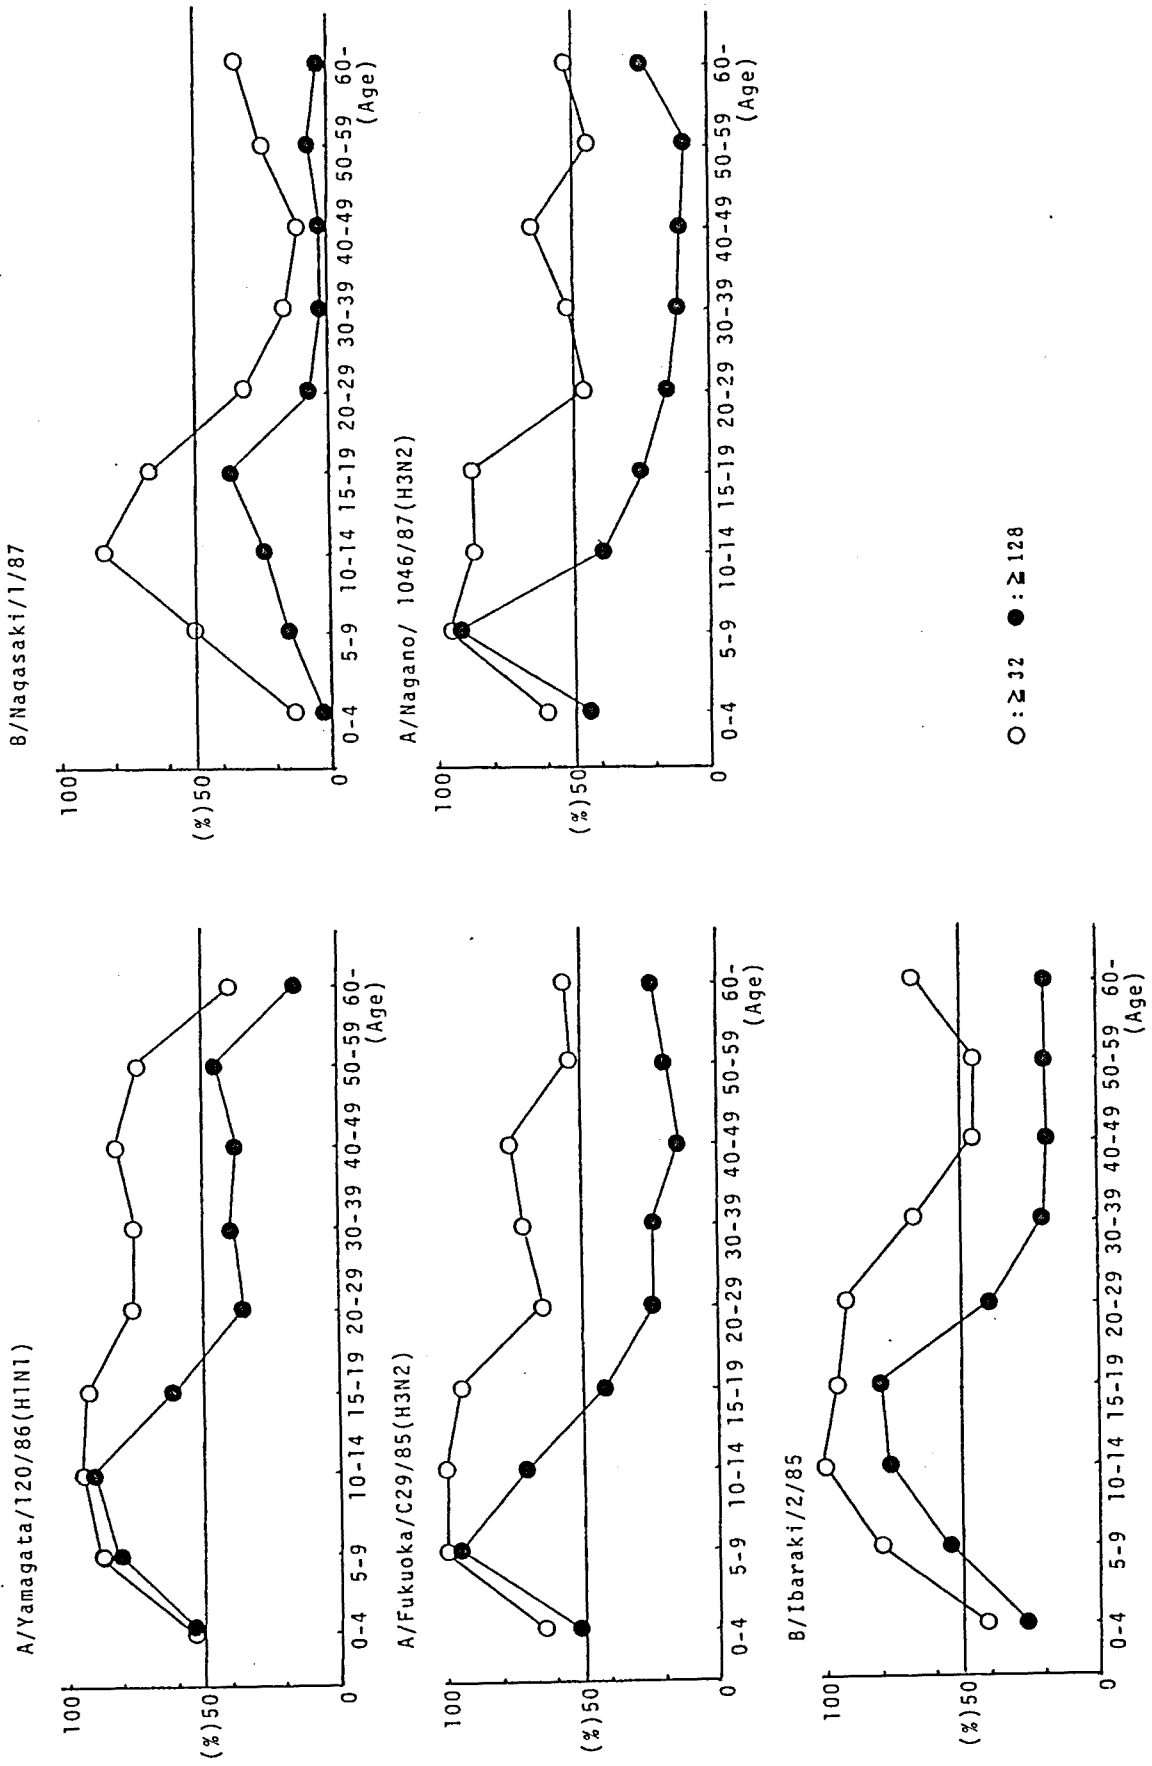 A/Yamagata/120/86(H1N1)
100
(%)50
0
0-4 5-9 10-14 15-19 20-29 30-39 40-49 50-59 60-
(Age)
B/Nagasaki/1/87
100
(%)50
0
0-4 5-9 10-14 15-19 20-29 30-39 40-49 50-59 60-
(Age)
A/Fukuoka/C29/85(H3N2)
100
(%)50
0
0-4 5-9 10-14 15-19 20-29 30-39 40-49 50-59 60-
(Age)
A/Nagano/ 1046/87(H3N2)
100
(%)50
0
0-4 5-9 10-14 15-19 20-29 30-39 40-49 50-59 60-
(Age)
B/Ibaraki/2/85
100
(%)50
0
0-4 5-9 10-14 15-19 20-29 30-39 40-49 50-59 60-
(Age)
○:≥32 ●:≥128